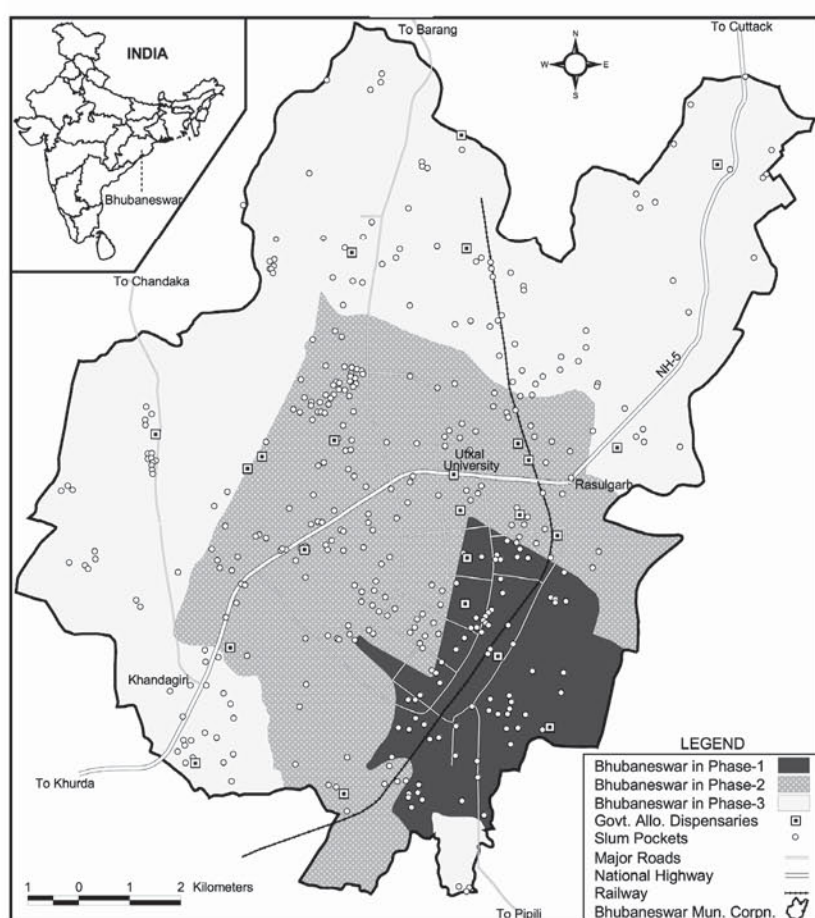 To Barang
To Cuttack
INDIA
N
W E
S
Bhubaneswar
To Chandaka
NH-5
Utkal
University
Rasulgarh
Khandagiri
To Khurda
LEGEND
Bhubaneswar in Phase-1
Bhubaneswar in Phase-2
Bhubaneswar in Phase-3
Govt. Allo. Dispensaries
Slum Pockets
Major Roads
National Highway
Railway
Bhubaneswar Mun. Corpn.
1 0 1 2 Kilometers
To Pipili